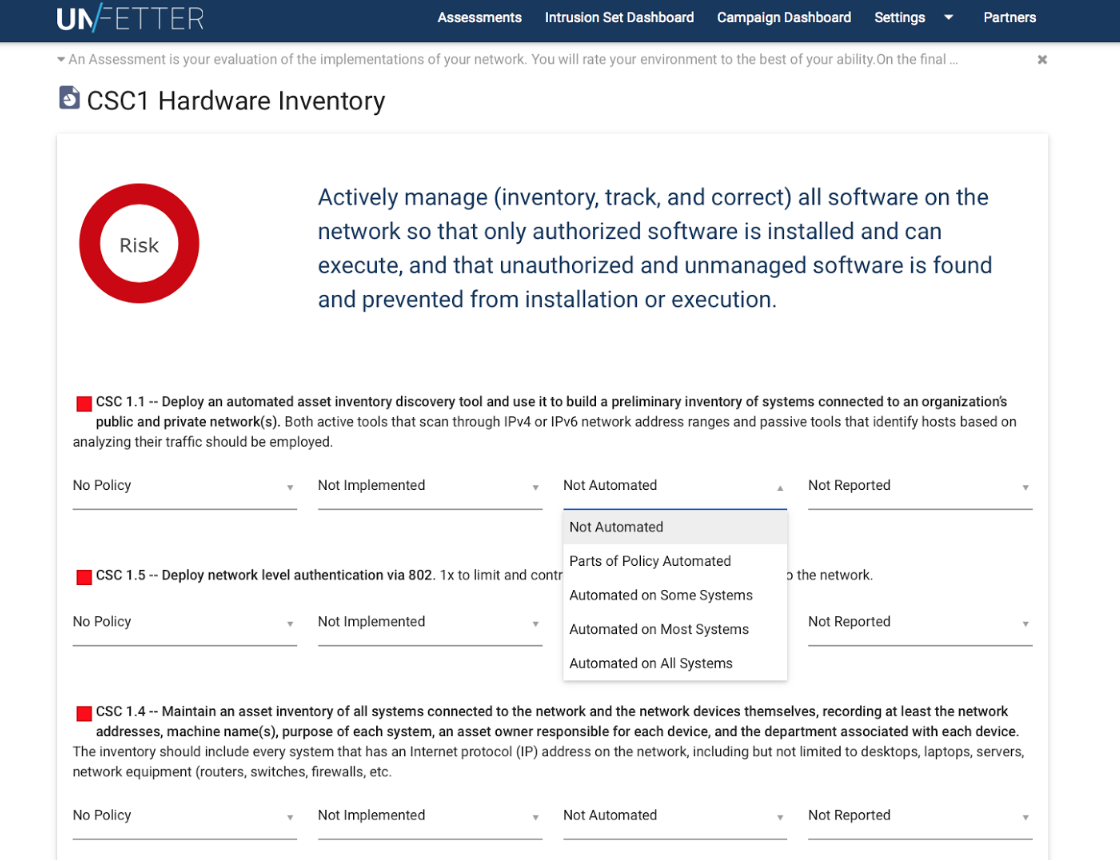 UN/FETTER
Assessments Intrusion Set Dashboard Campaign Dashboard Settings Partners
An Assessment is your evaluation of the implementations of your network. You will rate your environment to the best of your ability.On the final ...
CSC1 Hardware Inventory
Risk
Actively manage (inventory, track, and correct) all software on the
network so that only authorized software is installed and can
execute, and that unauthorized and unmanaged software is found
and prevented from installation or execution.
CSC 1.1 -- Deploy an automated asset inventory discovery tool and use it to build a preliminary inventory of systems connected to an organization's
public and private network(s). Both active tools that scan through IPv4 or IPv6 network address ranges and passive tools that identify hosts based on
analyzing their traffic should be employed.
No Policy Not Implemented Not Automated Not Reported
Not Automated
Parts of Policy Automated
Automated on Some Systems
Automated on Most Systems
Automated on All Systems
CSC 1.5 -- Deploy network level authentication via 802. 1x to limit and contr o the network.
No Policy Not Implemented Not Reported
CSC 1.4 -- Maintain an asset inventory of all systems connected to the network and the network devices themselves, recording at least the network
addresses, machine name(s), purpose of each system, an asset owner responsible for each device, and the department associated with each device.
The inventory should include every system that has an Internet protocol (IP) address on the network, including but not limited to desktops, laptops, servers,
network equipment (routers, switches, firewalls, etc.
No Policy Not Implemented Not Automated Not Reported